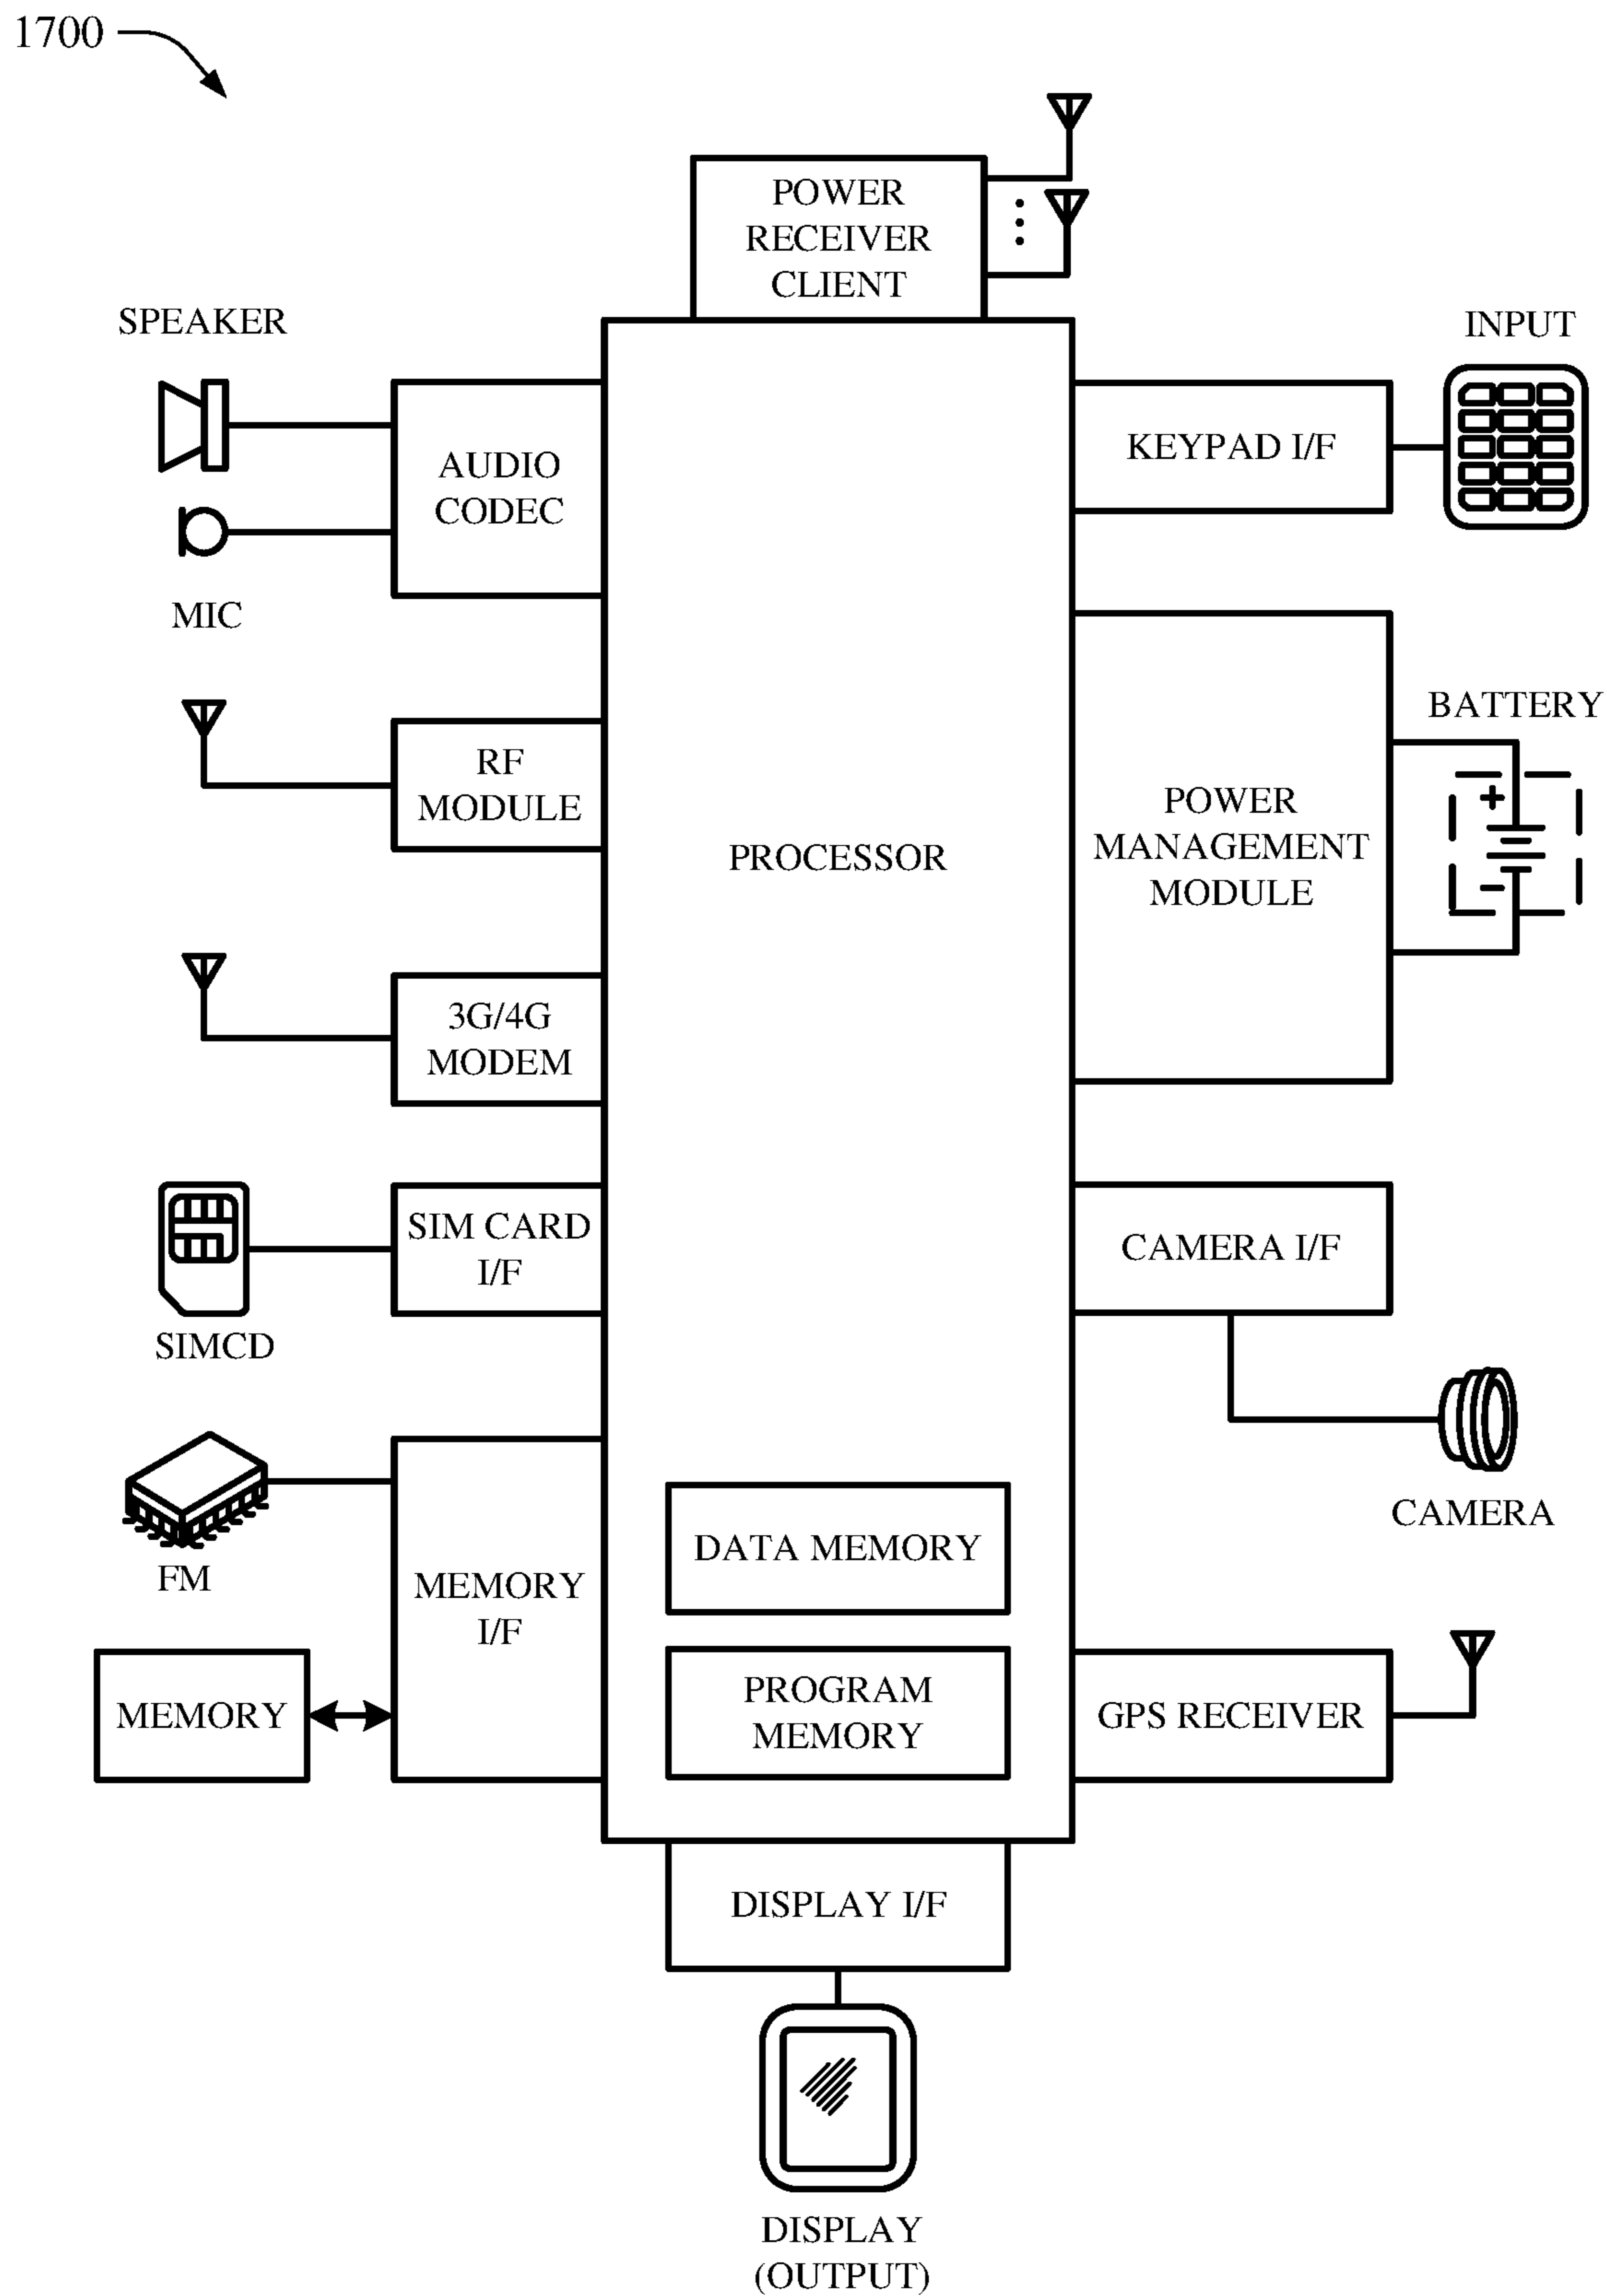 1700
POWER
RECEIVER
CLIENT
SPEAKER
INPUT
AUDIO
CODEC
KEYPAD I/F
MIC
BATTERY
RF
MODULE
POWER
MANAGEMENT
MODULE
PROCESSOR
+
−
3G/4G
MODEM
SIM CARD
I/F
CAMERA I/F
SIMCD
CAMERA
FM
MEMORY
I/F
DATA MEMORY
MEMORY
PROGRAM
MEMORY
GPS RECEIVER
DISPLAY I/F
DISPLAY
(OUTPUT)